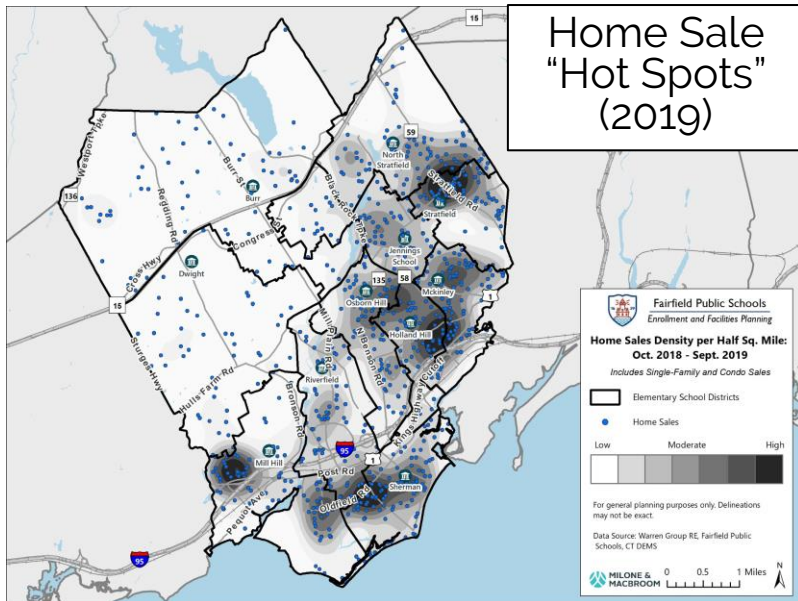 Home Sale
“Hot Spots”
(2019)
15
59
North
Stratfield
Westport Tpke
136
Burr St
Burr
Black Rock Tpke
Stratfield Rd
Stratfield
Redding Rd
Congress
Jennings
School
Cross Hwy
Dwight
135
58
Mckinley
1
Osborn Hill
15
Holland Hill
Sturges Hwy
Mill Plain Rd
N Benson Rd
Hulls Farm Rd
Riverfield
Bronson Rd
Kings Highway Cutoff
95
1
Mill Hill
Post Rd
Sherman
Oldfield Rd
Pequot Ave
95
Fairfield Public Schools
Enrollment and Facilities Planning
Home Sales Density per Half Sq. Mile:
Oct. 2018 - Sept. 2019
Includes Single-Family and Condo Sales
Elementary School Districts
Home Sales
Low Moderate High
For general planning purposes only. Delineations
may not be exact.
Data Source: Warren Group RE, Fairfield Public
Schools, CT DEMS
MILONE &
MACBROOM
0 0.5 1 Miles
N